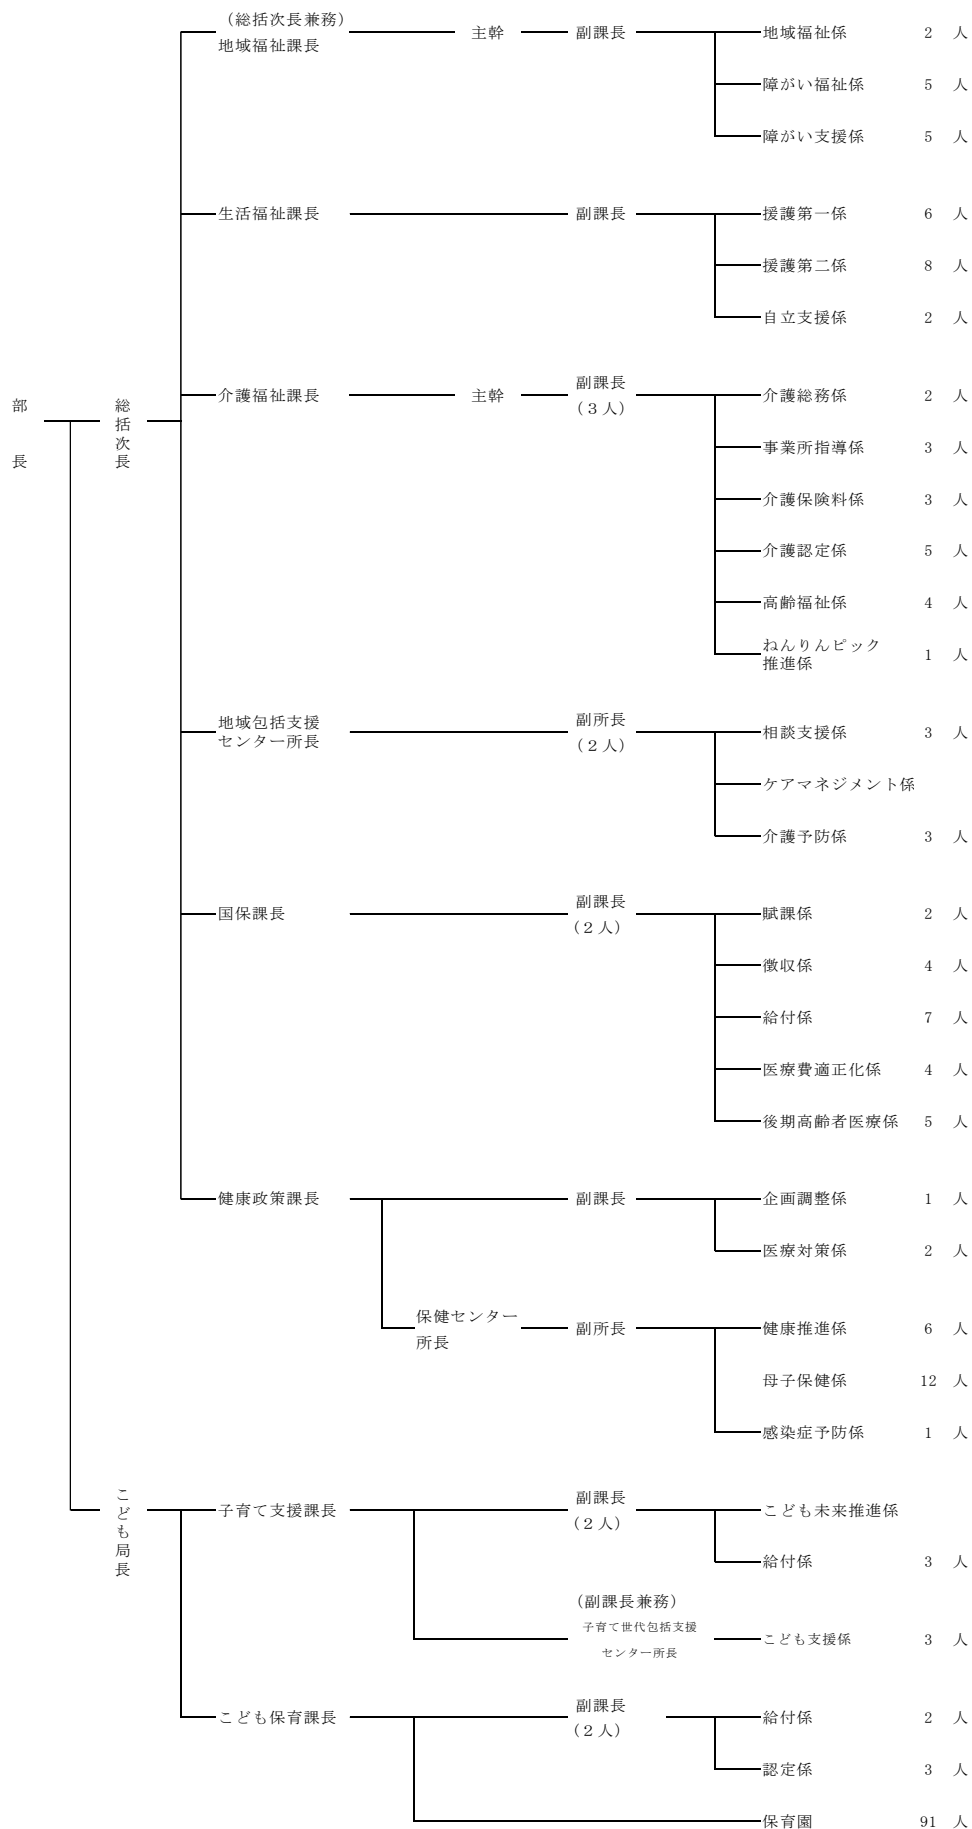 （総括次長兼務）
地域福祉課長 主幹 副課長 地域福祉係 2 人
障がい福祉係 5 人
障がい支援係 5 人
生活福祉課長 副課長 援護第一係 6 人
援護第二係 8 人
自立支援係 2 人
部長 総括次長
介護福祉課長 主幹 副課長 介護総務係 2 人
（３人）
事業所指導係 3 人
介護保険料係 3 人
介護認定係 5 人
高齢福祉係 4 人
ねんりんピック
推進係 1 人
地域包括支援
センター所長 副所長 相談支援係 3 人
（２人）
ケアマネジメント係
介護予防係 3 人
国保課長 副課長 賦課係 2 人
（２人）
徴収係 4 人
給付係 7 人
医療費適正化係 4 人
後期高齢者医療係 5 人
健康政策課長 副課長 企画調整係 1 人
医療対策係 2 人
保健センター
所長 副所長 健康推進係 6 人
母子保健係 12 人
感染症予防係 1 人
こども局長
子育て支援課長 副課長 こども未来推進係
（２人）
給付係 3 人
（副課長兼務）
子育て世代包括支援
センター所長 こども支援係 3 人
こども保育課長 副課長 給付係 2 人
（２人）
認定係 3 人
保育園 91 人